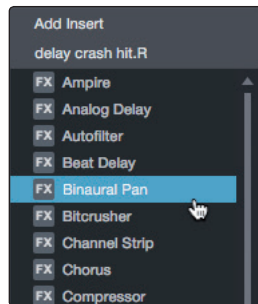 Add Insert
delay crash hit.R
FX Ampire
FX Analog Delay
FX Autofilter
FX Beat Delay
FX Binaural Pan
FX Bitcrusher
FX Channel Strip
FX Chorus
FX Compressor